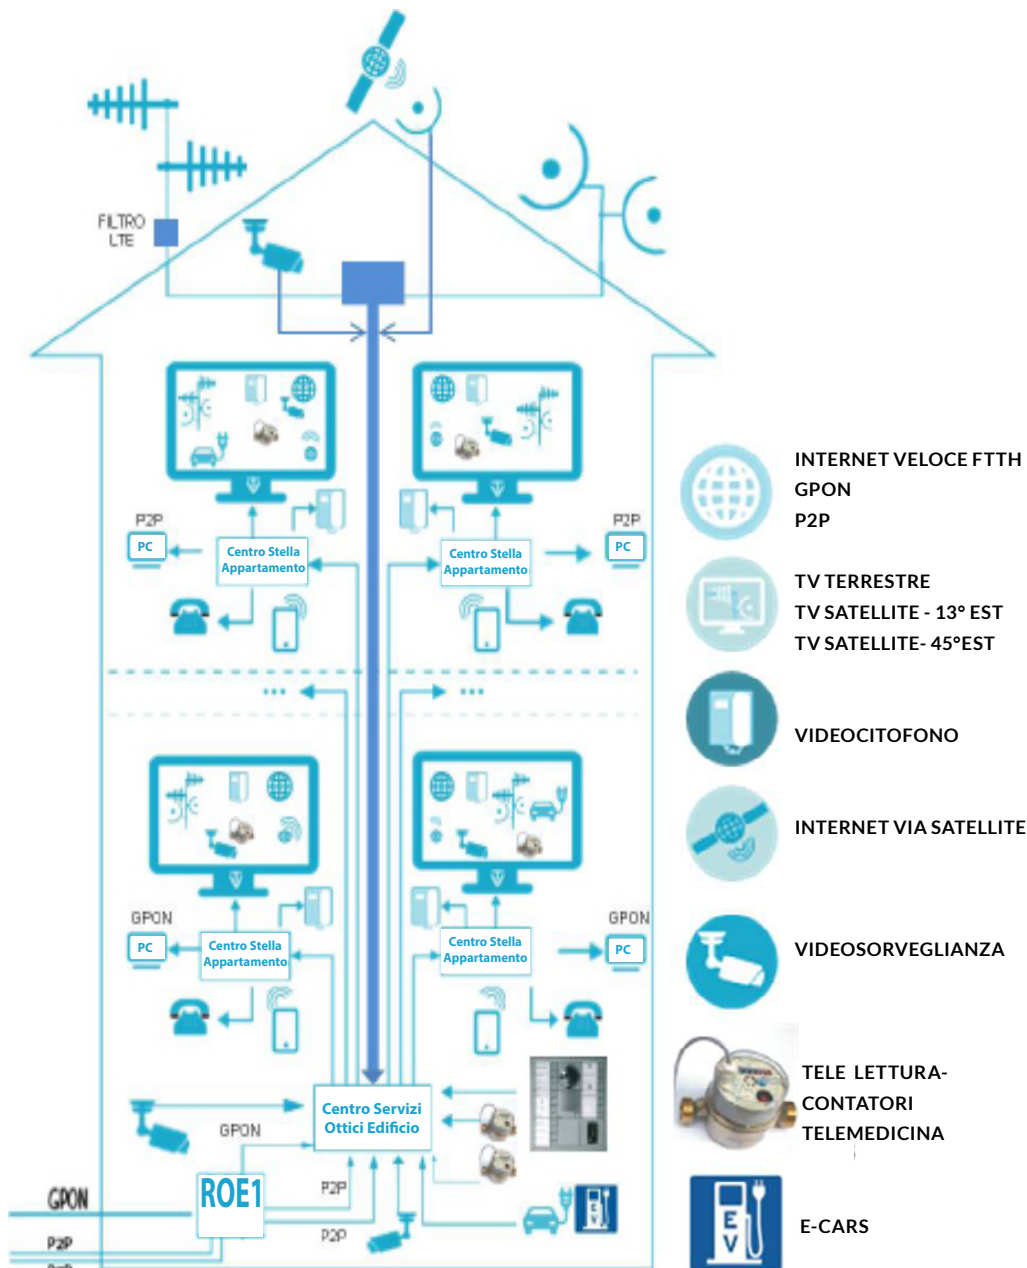 FILTRO
LTE
P2P
PC
Centro Stella
Appartamento
Centro Stella
Appartamento
P2P
PC
...
...
GPON
PC
Centro Stella
Appartamento
Centro Stella
Appartamento
GPON
PC
Centro Servizi
Ottici Edificio
GPON
ROE1
GPON
P2P
P2P
P2P
EV
INTERNET VELOCE FTTH
GPON
P2P
TV TERRESTRE
TV SATELLITE - 13° EST
TV SATELLITE- 45°EST
VIDEOCITOFONO
INTERNET VIA SATELLITE
VIDEOSORVEGLIANZA
TELE LETTURA-
CONTATORI
TELEMEDICINA
EV
E-CARS